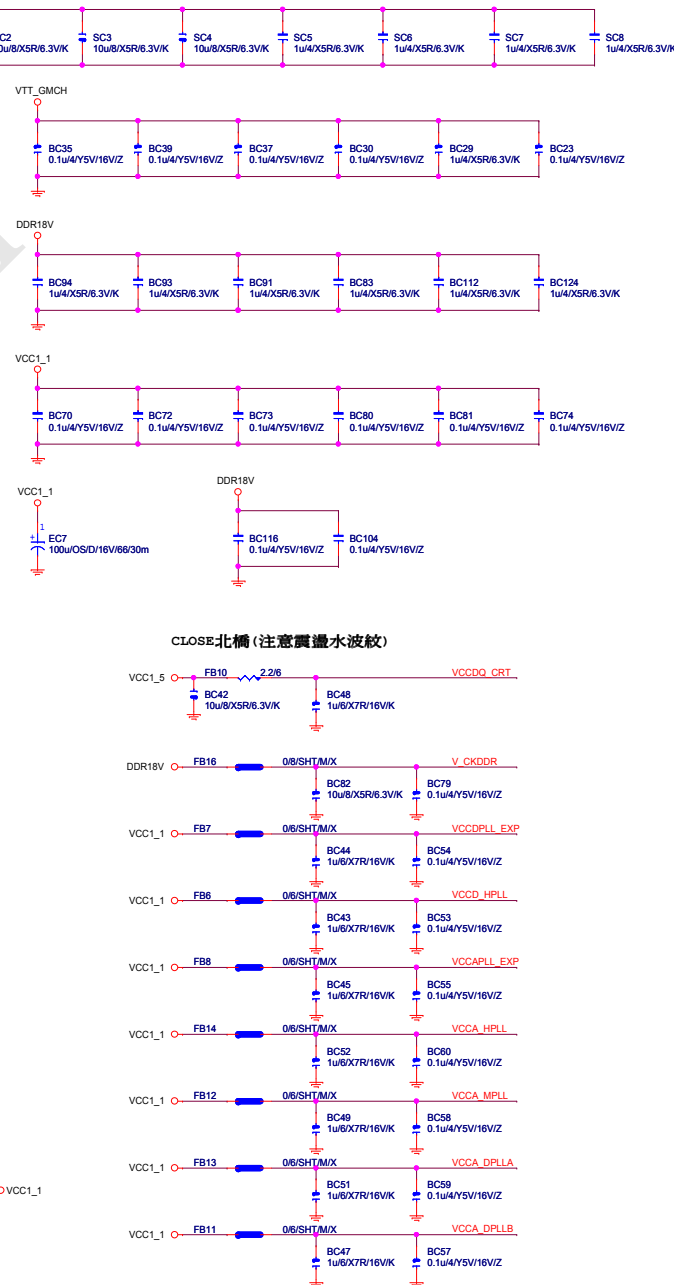 SC3 SC4 SC5 SC6 SC7 SC8
10u/8/X5R/6.3V/K 10u/8/X5R/6.3V/K 1u/4/X5R/6.3V/K 1u/4/X5R/6.3V/K 1u/4/X5R/6.3V/K 1u/4/X5R/6.3V/K
VTT_GMCH
BC35 BC39 BC37 BC30 BC29 BC23
0.1u/4/Y5V/16V/Z 0.1u/4/Y5V/16V/Z 0.1u/4/Y5V/16V/Z 0.1u/4/Y5V/16V/Z 1u/4/X5R/6.3V/K 0.1u/4/Y5V/16V/Z
DDR18V
BC94 BC93 BC91 BC83 BC112 BC124
1u/4/X5R/6.3V/K 1u/4/X5R/6.3V/K 1u/4/X5R/6.3V/K 1u/4/X5R/6.3V/K 1u/4/X5R/6.3V/K 1u/4/X5R/6.3V/K
VCC1_1
BC70 BC72 BC73 BC80 BC81 BC74
0.1u/4/Y5V/16V/Z 0.1u/4/Y5V/16V/Z 0.1u/4/Y5V/16V/Z 0.1u/4/Y5V/16V/Z 0.1u/4/Y5V/16V/Z 0.1u/4/Y5V/16V/Z
VCC1_1 DDR18V
1
+
EC7 BC116 BC104
100u/OS/D/16V/66/30m 0.1u/4/Y5V/16V/Z 0.1u/4/Y5V/16V/Z
CLOSE北橋(注意震盪水波紋)
VCC1_5 FB10 2.2/6 VCCDQ_CRT
BC42 BC48
10u/8/X5R/6.3V/K 1u/6/X7R/16V/K
DDR18V FB16 0/8/SHT/M/X V_CKDDR
BC82 BC79
10u/8/X5R/6.3V/K 0.1u/4/Y5V/16V/Z
VCC1_1 FB7 0/6/SHT/M/X VCCDPLL_EXP
BC44 BC54
1u/6/X7R/16V/K 0.1u/4/Y5V/16V/Z
VCC1_1 FB6 0/6/SHT/M/X VCCD_HPLL
BC43 BC53
1u/6/X7R/16V/K 0.1u/4/Y5V/16V/Z
VCC1_1 FB8 0/6/SHT/M/X VCCAPLL_EXP
BC45 BC55
1u/6/X7R/16V/K 0.1u/4/Y5V/16V/Z
VCC1_1 FB14 0/6/SHT/M/X VCCA_HPLL
BC52 BC60
1u/6/X7R/16V/K 0.1u/4/Y5V/16V/Z
VCC1_1 FB12 0/6/SHT/M/X VCCA_MPLL
BC49 BC58
1u/6/X7R/16V/K 0.1u/4/Y5V/16V/Z
VCC1_1 FB13 0/6/SHT/M/X VCCA_DPLLA
BC51 BC59
1u/6/X7R/16V/K 0.1u/4/Y5V/16V/Z
VCC1_1
VCC1_1 FB11 0/6/SHT/M/X VCCA_DPLLB
BC47 BC57
1u/6/X7R/16V/K 0.1u/4/Y5V/16V/Z